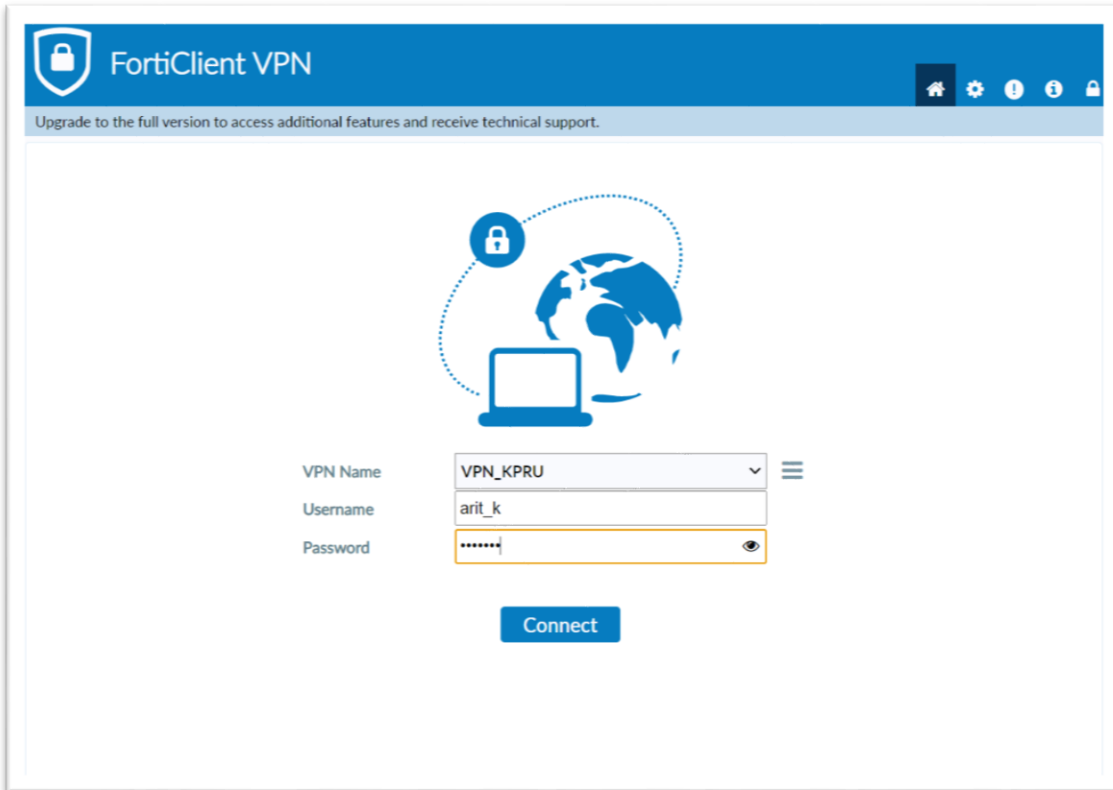 FortiClient VPN
Upgrade to the full version to access additional features and receive technical support.
VPN Name VPN_KPRU
Username arit_k
Password •••••••
Connect